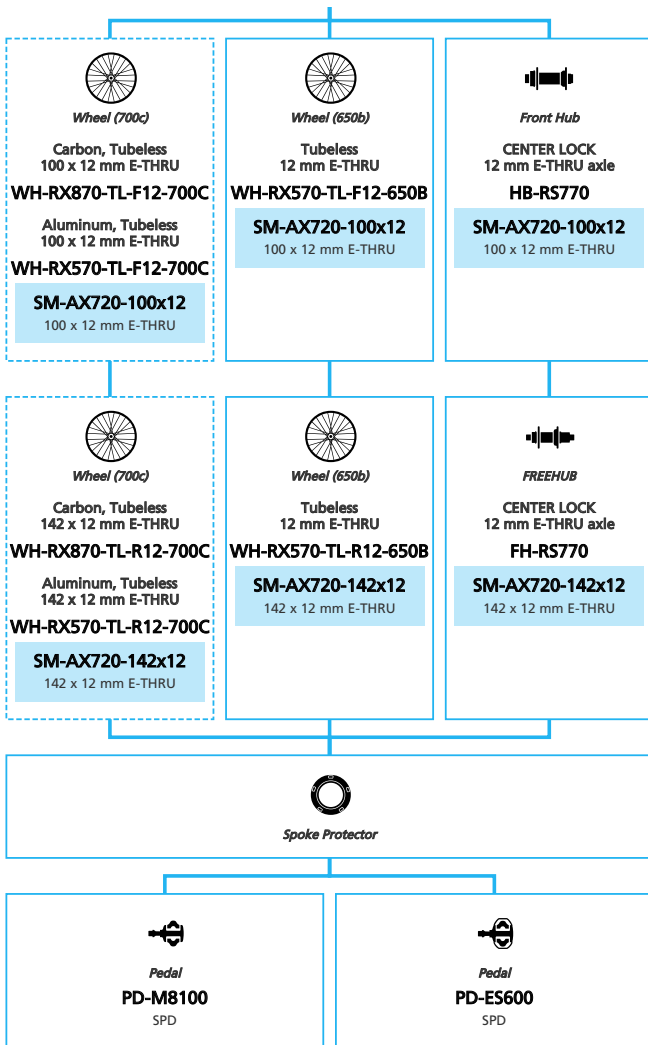 Wheel (700c)
Carbon, Tubeless
100 x 12 mm E-THRU
WH-RX870-TL-F12-700C
Aluminum, Tubeless
100 x 12 mm E-THRU
WH-RX570-TL-F12-700C
SM-AX720-100x12
100 x 12 mm E-THRU
Wheel (650b)
Tubeless
12 mm E-THRU
WH-RX570-TL-F12-650B
SM-AX720-100x12
100 x 12 mm E-THRU
Front Hub
CENTER LOCK
12 mm E-THRU axle
HB-RS770
SM-AX720-100x12
100 x 12 mm E-THRU
Wheel (700c)
Carbon, Tubeless
142 x 12 mm E-THRU
WH-RX870-TL-R12-700C
Aluminum, Tubeless
142 x 12 mm E-THRU
WH-RX570-TL-R12-700C
SM-AX720-142x12
142 x 12 mm E-THRU
Wheel (650b)
Tubeless
12 mm E-THRU
WH-RX570-TL-R12-650B
SM-AX720-142x12
142 x 12 mm E-THRU
FREEHUB
CENTER LOCK
12 mm E-THRU axle
FH-RS770
SM-AX720-142x12
142 x 12 mm E-THRU
Spoke Protector
Pedal
PD-M8100
SPD
Pedal
PD-ES600
SPD